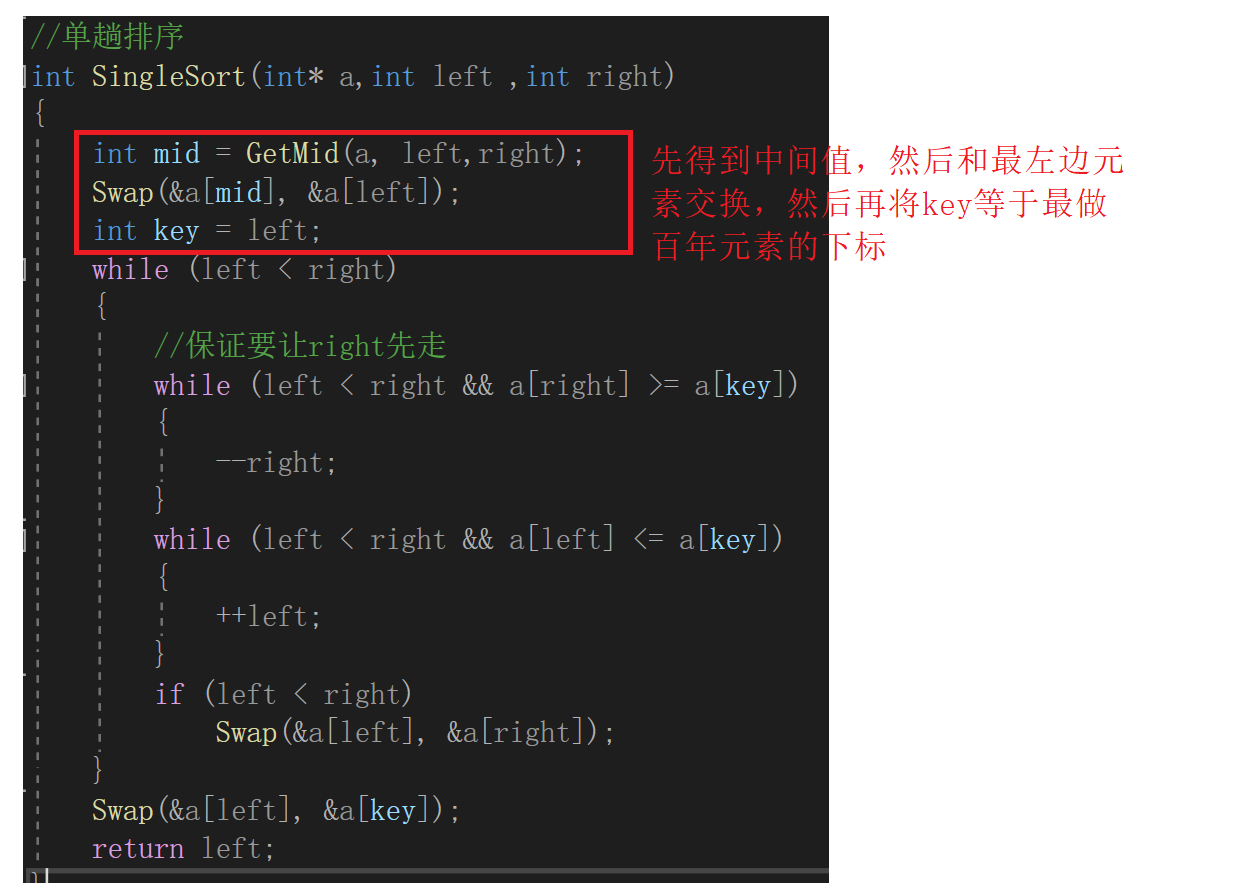 //单趟排序
int SingleSort(int* a,int left ,int right)
{
int mid = GetMid(a, left,right);
Swap(&a[mid], &a[left]);
int key = left;
先得到中间值，然后和最左边元
素交换，然后再将key等于最做
百年元素的下标
while (left < right)
{
//保证要让right先走
while (left < right && a[right] >= a[key])
{
--right;
}
while (left < right && a[left] <= a[key])
{
++left;
}
if (left < right)
Swap(&a[left], &a[right]);
}
Swap(&a[left], &a[key]);
return left;
}